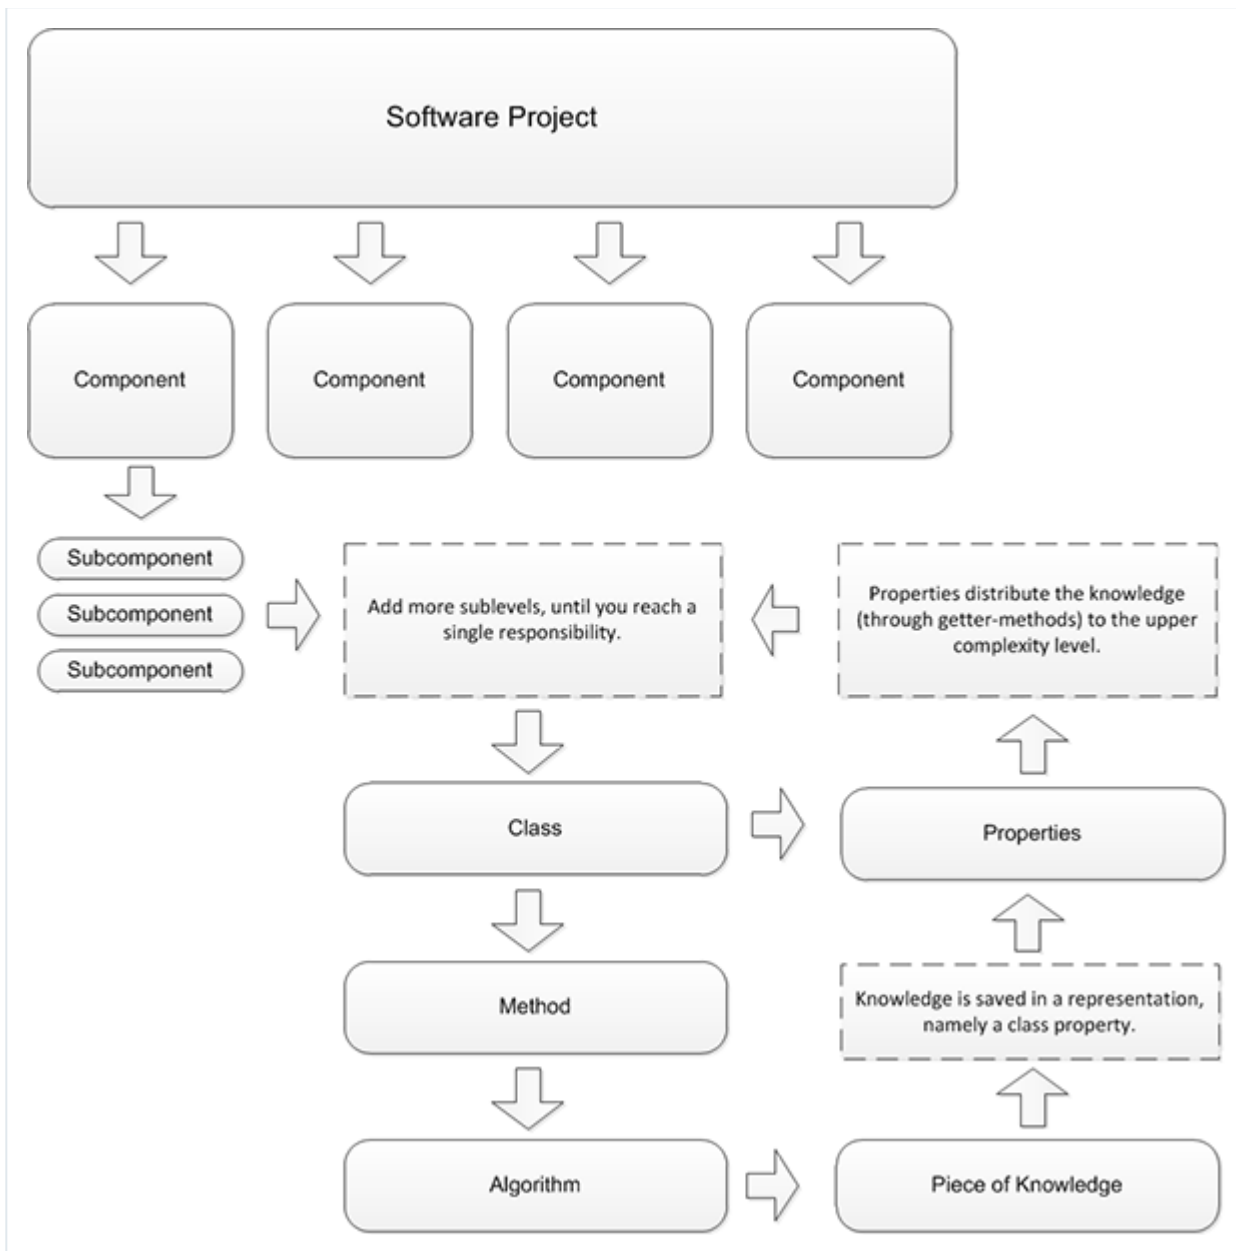 Software Project
Component
Component
Component
Component
Subcomponent
Subcomponent
Subcomponent
Add more sublevels, until you reach a
single responsibility.
Properties distribute the knowledge
(through getter-methods) to the upper
complexity level.
Class
Properties
Method
Knowledge is saved in a representation,
namely a class property.
Algorithm
Piece of Knowledge